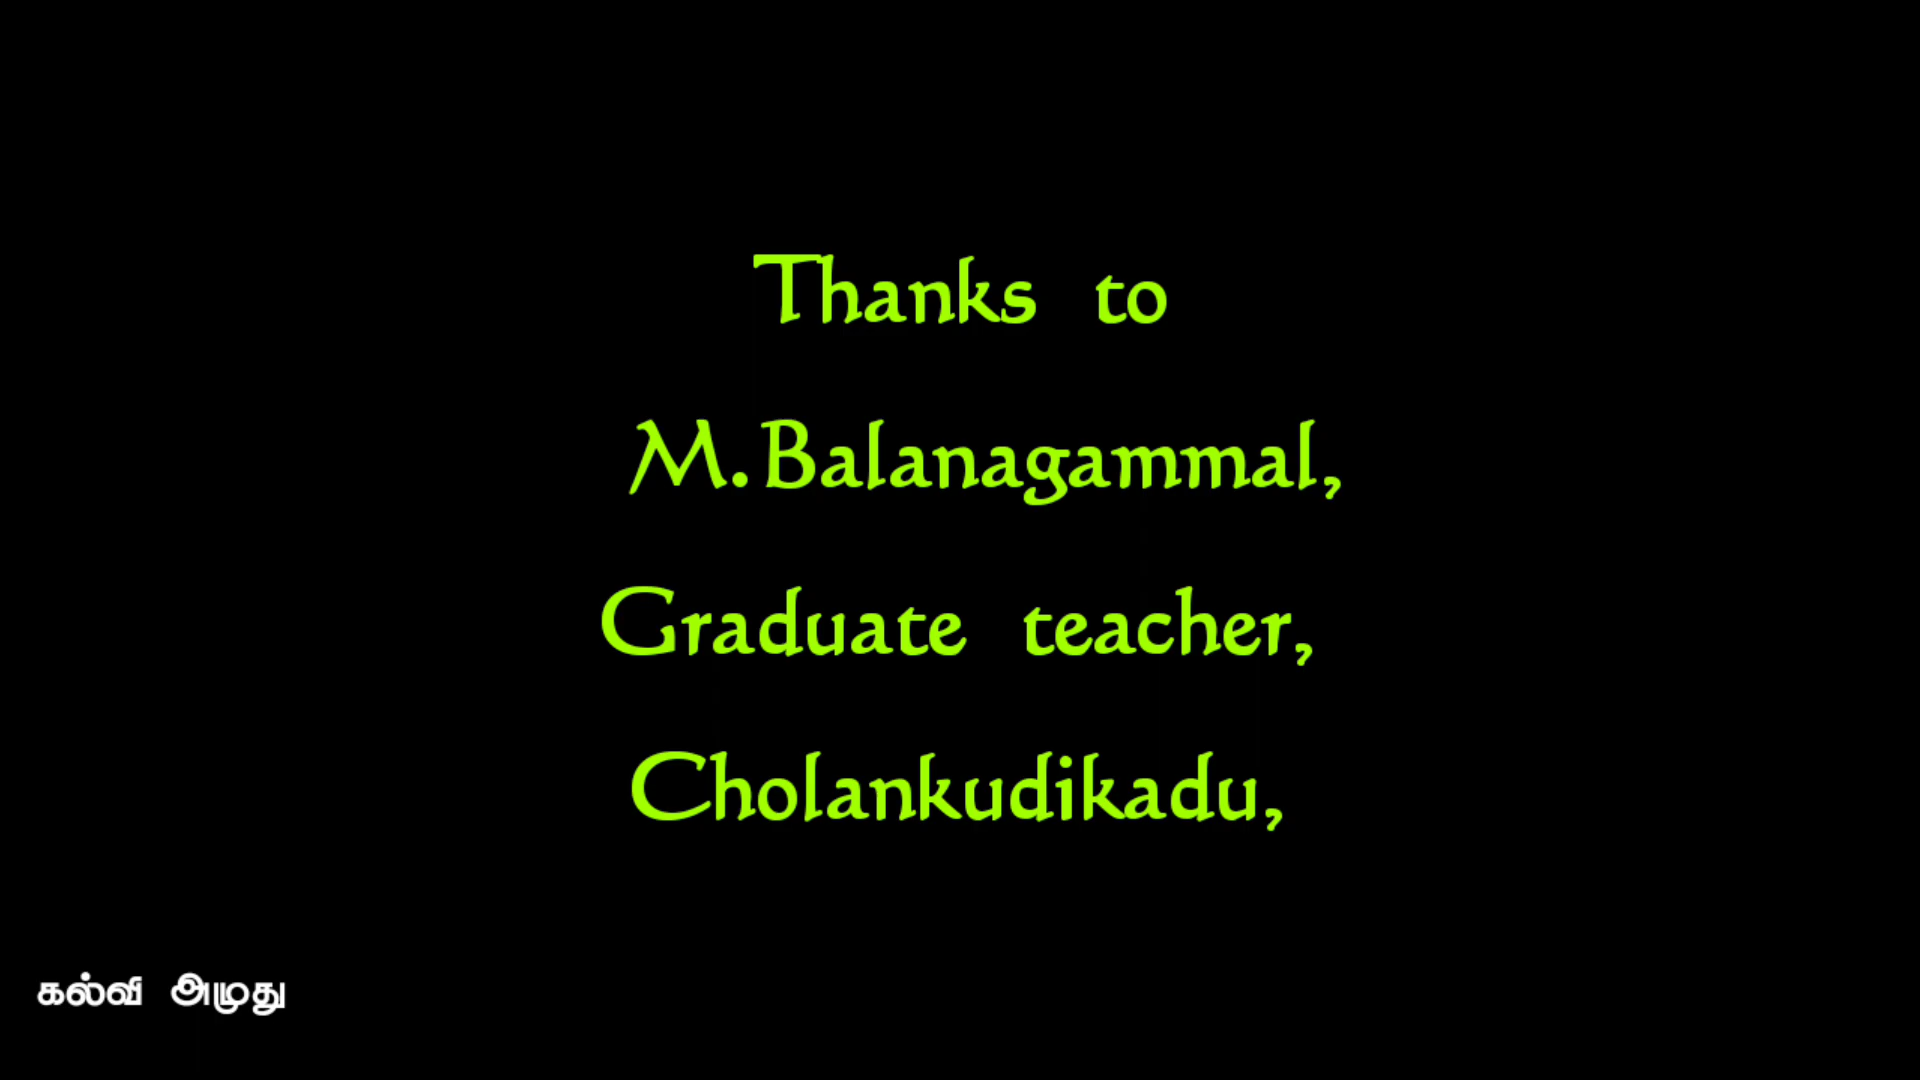 Thanks to
M.Balanagammal,
Graduate teacher,
Cholankudikadu,
கல்வி அமுது